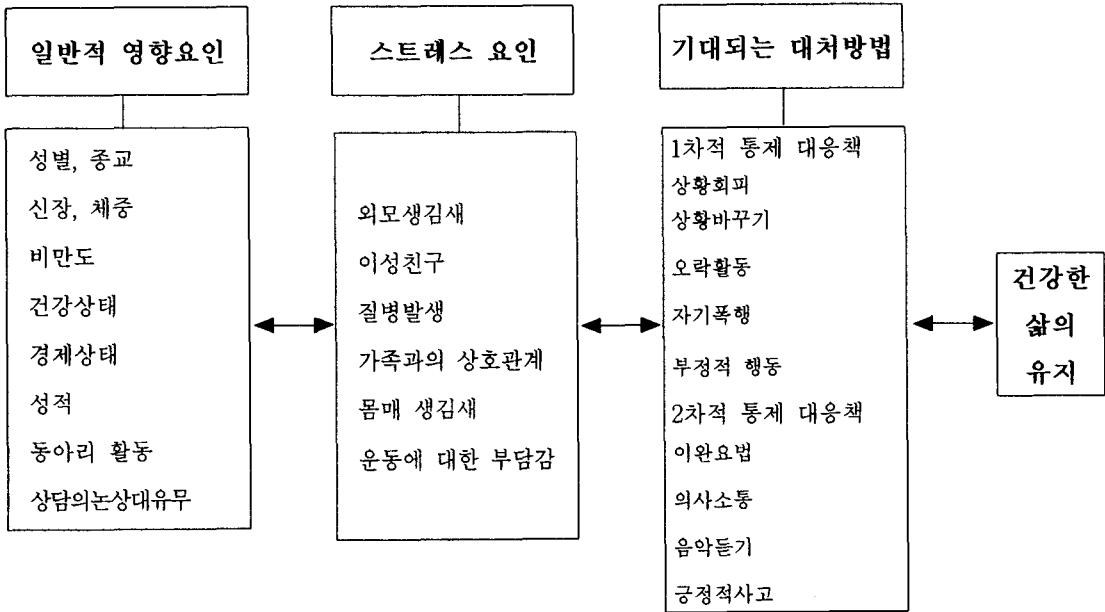 일반적 영향요인
성별, 종교
신장, 체중
비만도
건강상태
경제상태
성적
동아리 활동
상담의논상대유무
스트레스 요인
외모생김새
이성친구
질병발생
가족과의 상호관계
몸매 생김새
운동에 대한 부담감
기대되는 대처방법
1차적 통제 대응책
상황회피
상황바꾸기
오락활동
자기폭행
부정적 행동
2차적 통제 대응책
이완요법
의사소통
음악듣기
긍정적사고
건강한
삶의
유지